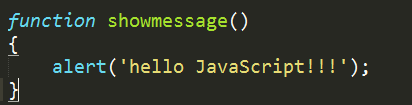 function showmessage()
{
    alert('hello JavaScript!!!');
}